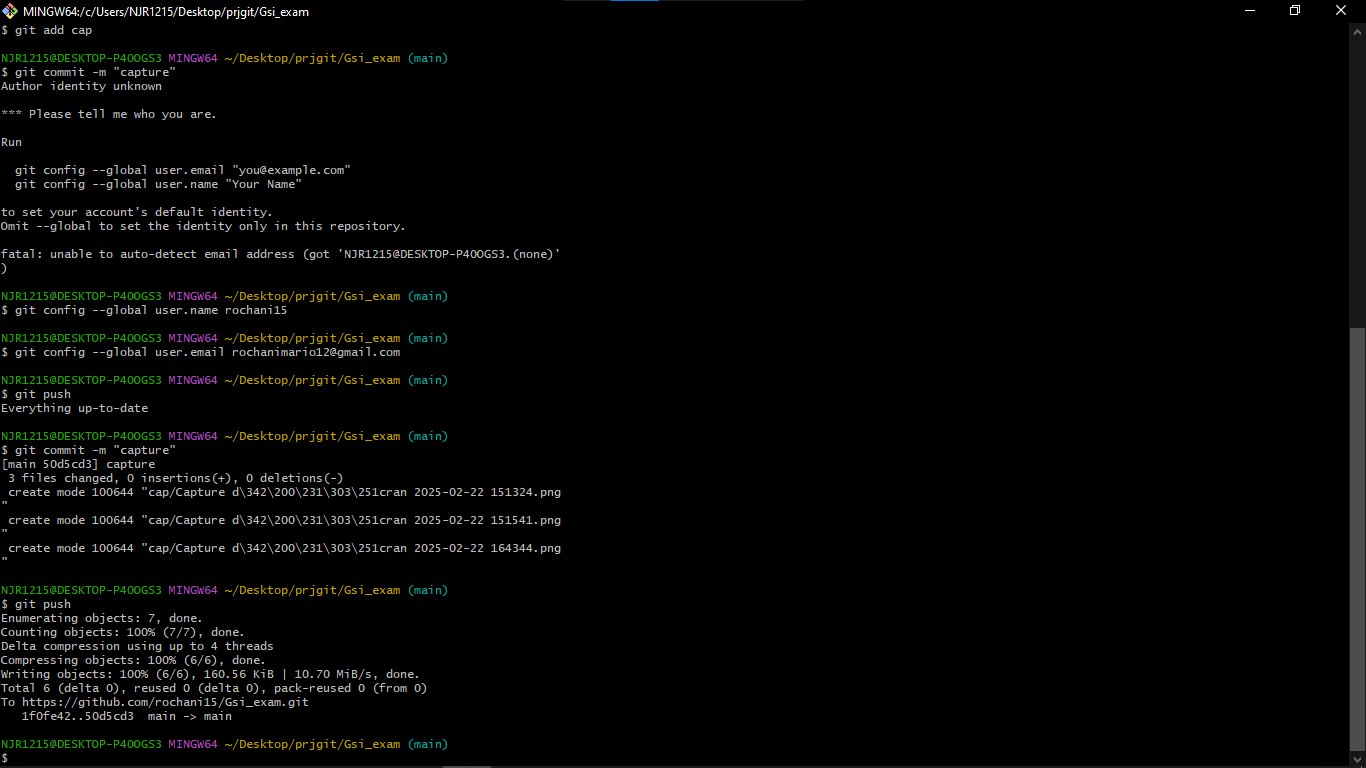 MINGW64:/c/Users/NJR1215/Desktop/prjgit/Gsi_exam
$ git add cap
NJR1215@DESKTOP-P4OOGS3 MINGW64 ~/Desktop/prjgit/Gsi_exam (main)
$ git commit -m "capture"
Author identity unknown
*** Please tell me who you are.
Run
git config --global user.email "you@example.com"
git config --global user.name "Your Name"
to set your account's default identity.
Omit --global to set the identity only in this repository.
fatal: unable to auto-detect email address (got 'NJR1215@DESKTOP-P4OOGS3.(none)'
)
NJR1215@DESKTOP-P4OOGS3 MINGW64 ~/Desktop/prjgit/Gsi_exam (main)
$ git config --global user.name rochani15
NJR1215@DESKTOP-P4OOGS3 MINGW64 ~/Desktop/prjgit/Gsi_exam (main)
$ git config --global user.email rochanimario12@gmail.com
NJR1215@DESKTOP-P4OOGS3 MINGW64 ~/Desktop/prjgit/Gsi_exam (main)
$ git push
Everything up-to-date
NJR1215@DESKTOP-P4OOGS3 MINGW64 ~/Desktop/prjgit/Gsi_exam (main)
$ git commit -m "capture"
[main 50d5cd3] capture
3 files changed, 0 insertions(+), 0 deletions(-)
create mode 100644 "cap/Capture d\342\200\231\303\251cran 2025-02-22 151324.png
"
create mode 100644 "cap/Capture d\342\200\231\303\251cran 2025-02-22 151541.png
"
create mode 100644 "cap/Capture d\342\200\231\303\251cran 2025-02-22 164344.png
"
NJR1215@DESKTOP-P4OOGS3 MINGW64 ~/Desktop/prjgit/Gsi_exam (main)
$ git push
Enumerating objects: 7, done.
Counting objects: 100% (7/7), done.
Delta compression using up to 4 threads
Compressing objects: 100% (6/6), done.
Writing objects: 100% (6/6), 160.56 KiB | 10.70 MiB/s, done.
Total 6 (delta 0), reused 0 (delta 0), pack-reused 0 (from 0)
To https://github.com/rochani15/Gsi_exam.git
1f0fe42..50d5cd3  main -> main
NJR1215@DESKTOP-P4OOGS3 MINGW64 ~/Desktop/prjgit/Gsi_exam (main)
$